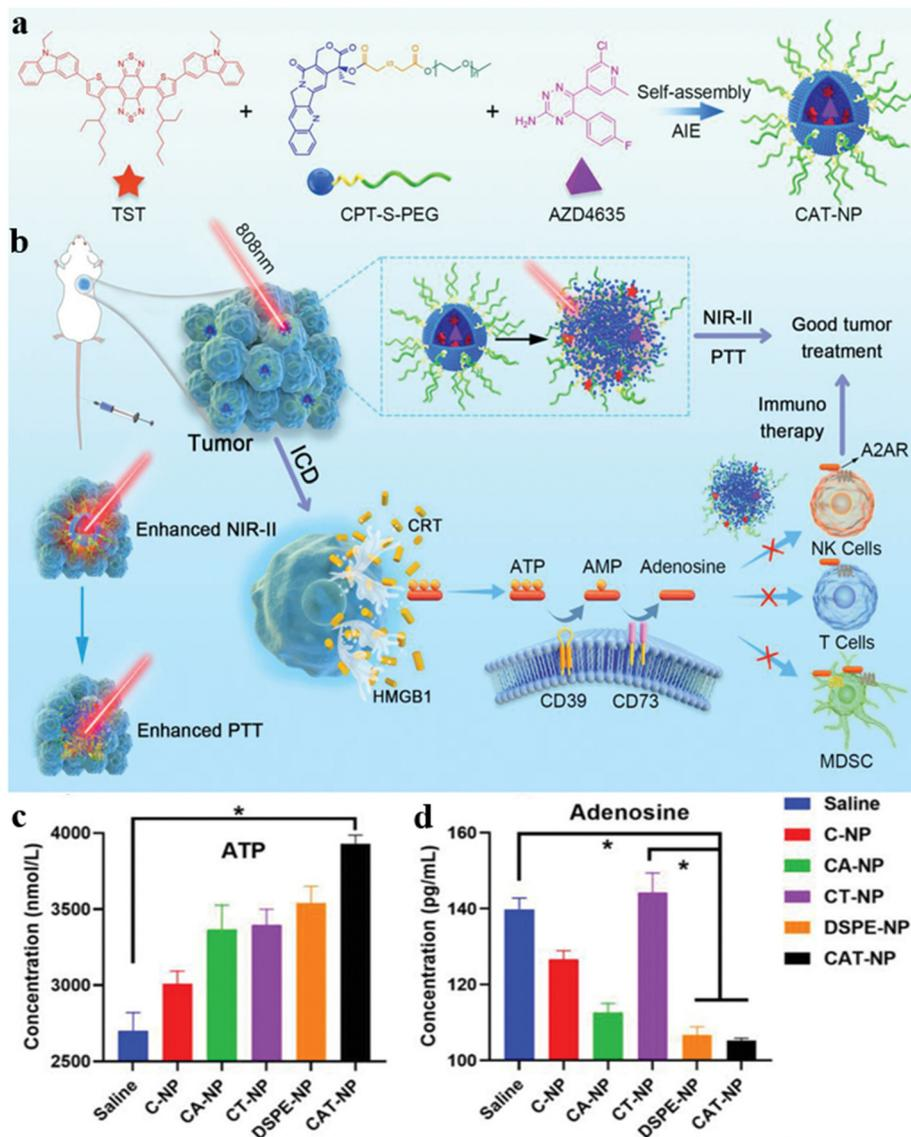 a
S
N
N
O
O
N
N
O
O
O
O
S
O
O
O
n
Cl
N
N
N
N
H₂N
F
+
+
Self-assembly
AIE
TST
CPT-S-PEG
AZD4635
CAT-NP
b
808nm
NIR-II
PTT
Good tumor
treatment
Immuno
therapy
A2AR
Tumor
ICD
Enhanced NIR-II
CRT
ATP
AMP
Adenosine
NK Cells
T Cells
HMGB1
CD39
CD73
Enhanced PTT
MDSC
c
*
ATP
Concentration (nmol/L)
4000
3500
3000
2500
Saline
C-NP
CA-NP
CT-NP
DSPE-NP
CAT-NP
d
Adenosine
*
*
Concentration (pg/mL)
160
140
120
100
Saline
C-NP
CA-NP
CT-NP
DSPE-NP
CAT-NP
Saline
C-NP
CA-NP
CT-NP
DSPE-NP
CAT-NP